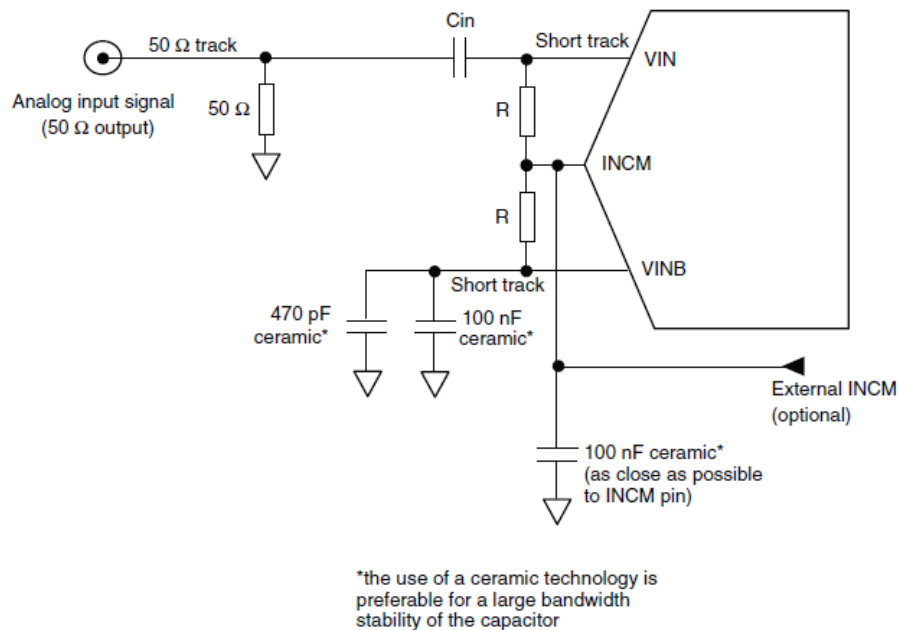 Cin
50 Ω track
Short track
VIN
Analog input signal
(50 Ω output)
50 Ω
R
INCM
R
VINB
Short track
470 pF
ceramic*
100 nF
ceramic*
External INCM
(optional)
100 nF ceramic*
(as close as possible
to INCM pin)
*the use of a ceramic technology is
preferable for a large bandwidth
stability of the capacitor